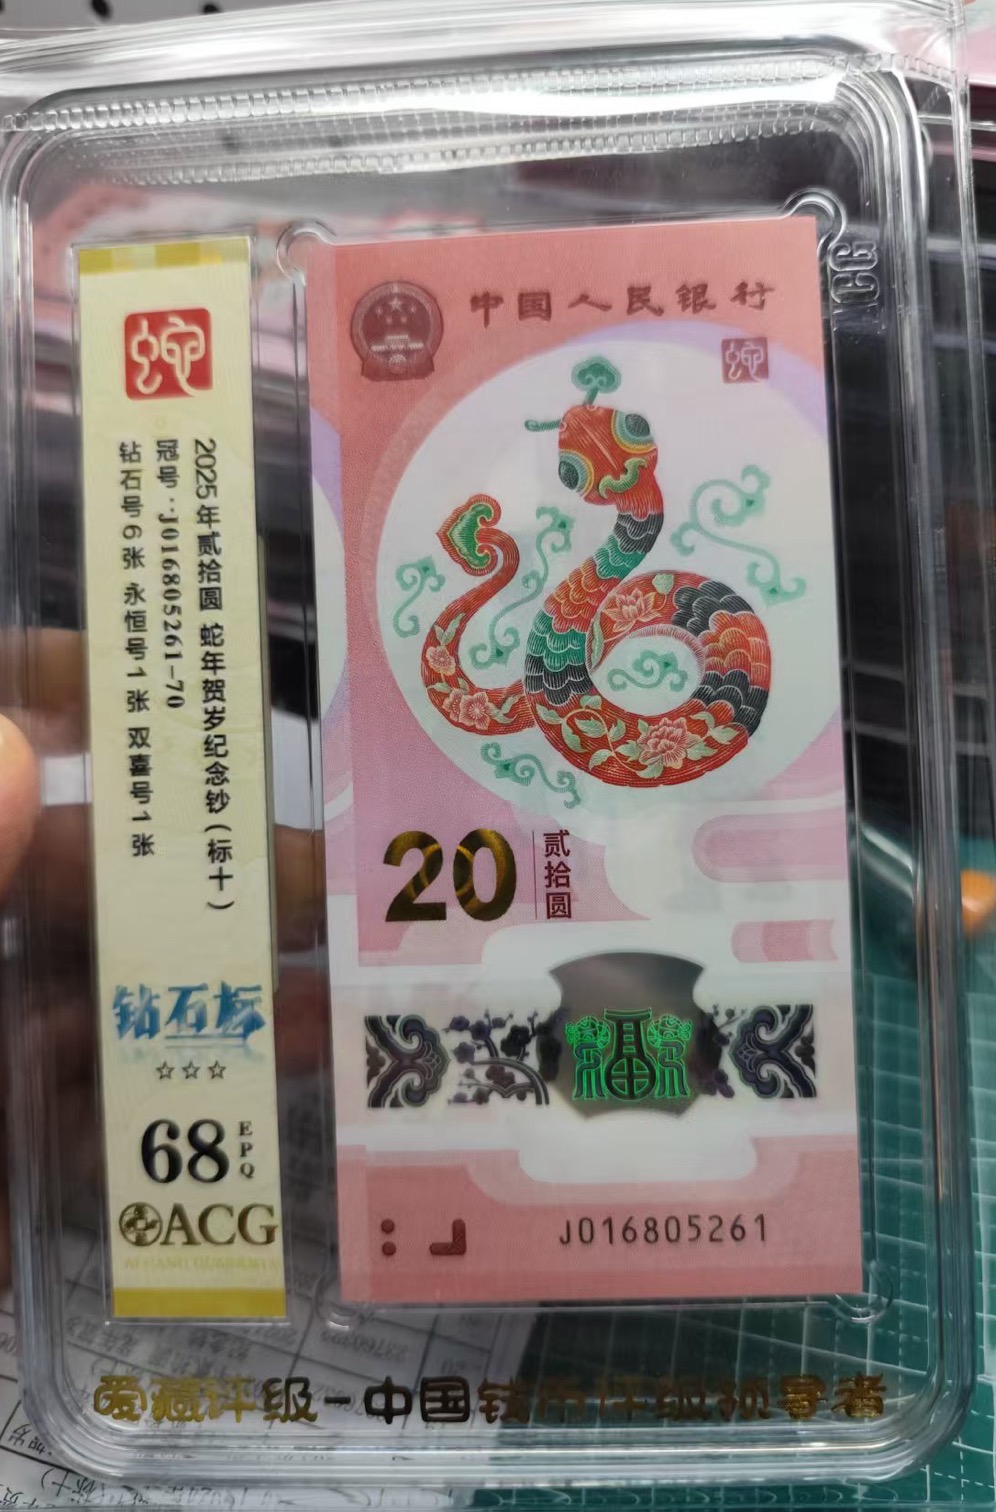 蛇
2025年贰拾圆 蛇年贺岁纪念钞(标十)
冠号:J016805261-70
钻石号6张 永恒号1张 双喜号1张
钻石标
☆☆☆
68
EPQ
ACG
中国人民银行
蛇
20
贰拾圆
福
J016805261
ACG
爱藏评级-中国钱币评级领导者